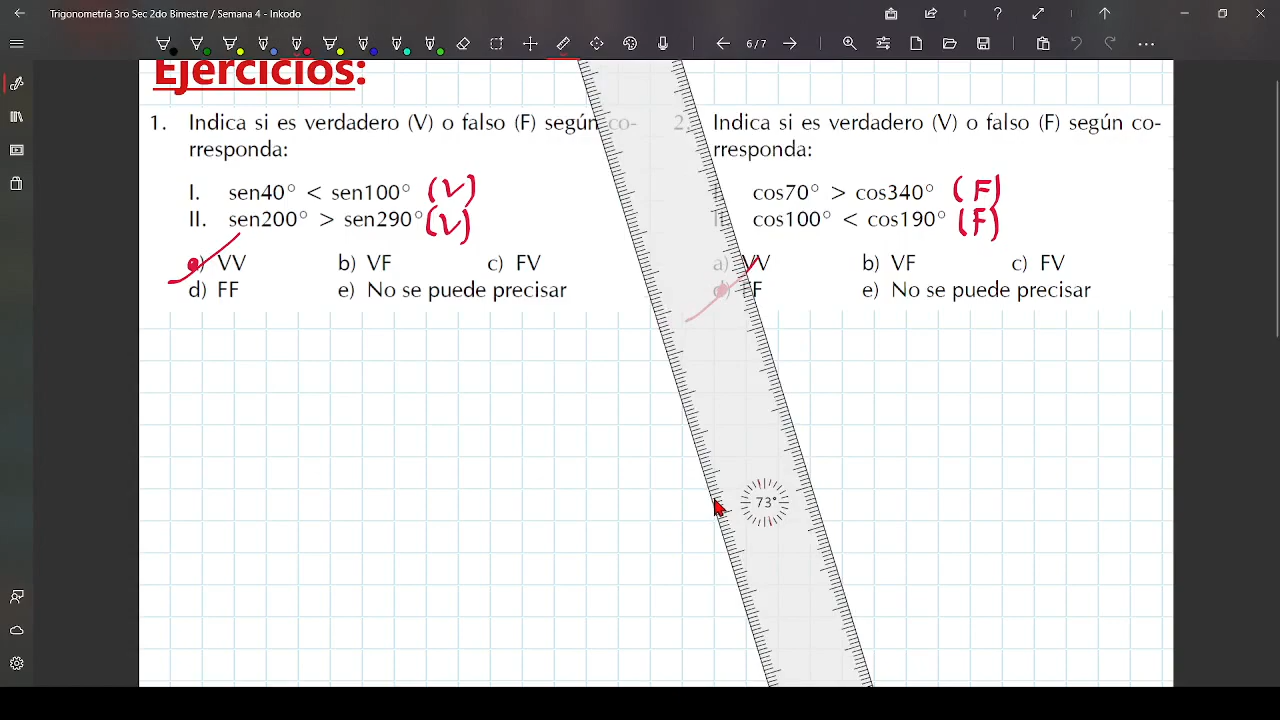 Trigonometría 3ro Sec 2do Bimestre / Semana 4 - Inkodo
6/7
Ejercicios:
1. Indica si es verdadero (V) o falso (F) según co-
rresponda:
I. sen40° < sen100° (V)
II. sen200° > sen290° (V)
a) VV b) VF c) FV
d) FF e) No se puede precisar
2. Indica si es verdadero (V) o falso (F) según co-
rresponda:
cos70° > cos340° (F)
cos100° < cos190° (F)
a) VV b) VF c) FV
d) FF e) No se puede precisar
73°